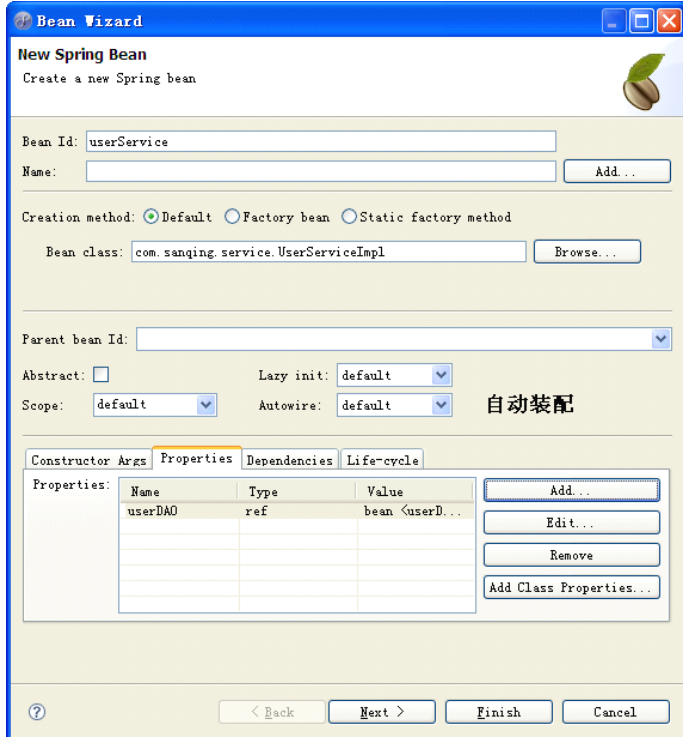 Bean Wizard
New Spring Bean
Create a new Spring bean
Bean Id: userService
Name: Add...
Creation method: Default Factory bean Static factory method
Bean class: com.sanqing.service.UserServiceImpl Browse...
Parent bean Id:
Abstract: Lazy init: default
Scope: default Autowire: default 自动装配
Constructor Args Properties Dependencies Life-cycle
Properties: Name Type Value Add...
userDAO ref bean <userD...
Edit...
Remove
Add Class Properties...
? < Back Next > Finish Cancel